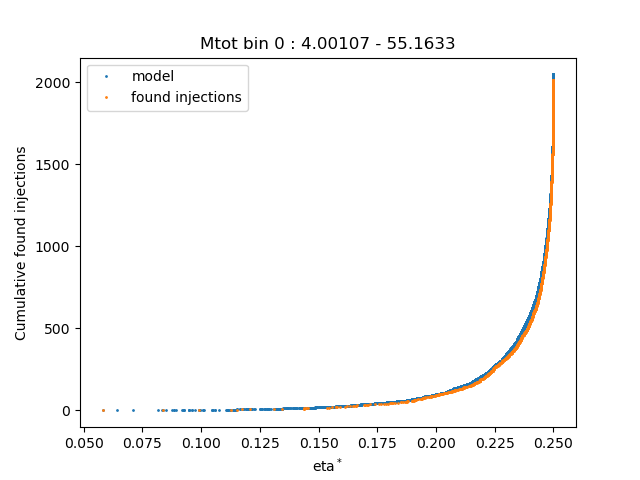 Mtot bin 0 : 4.00107 - 55.1633
model
found injections
2000
1500
1000
500
0
Cumulative found injections
0.050 0.075 0.100 0.125 0.150 0.175 0.200 0.225 0.250
eta*